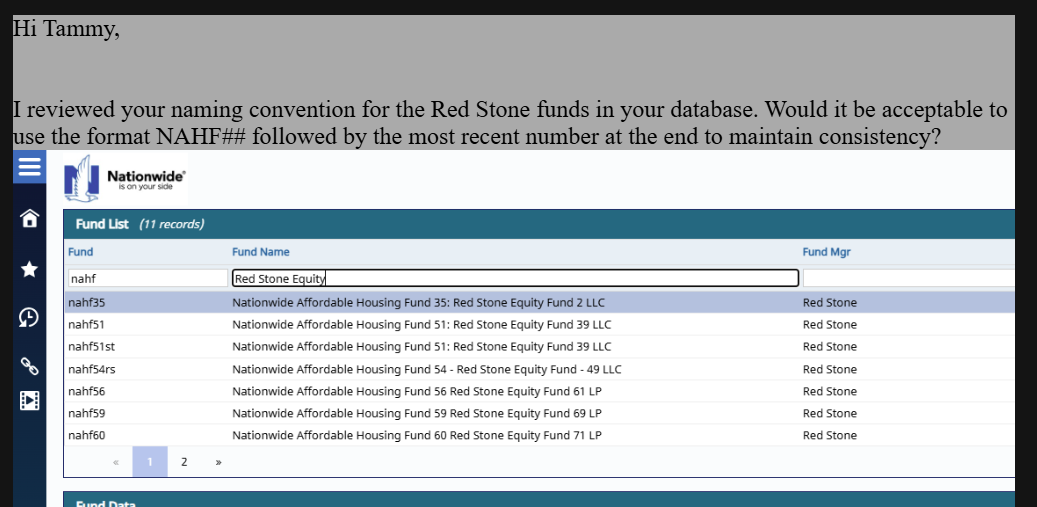 Hi Tammy,
I reviewed your naming convention for the Red Stone funds in your database. Would it be acceptable to
use the format NAHF## followed by the most recent number at the end to maintain consistency?
Nationwide®
is on your side
Fund List (11 records)
Fund Fund Name Fund Mgr
nahf Red Stone Equity
nahf35 Nationwide Affordable Housing Fund 35: Red Stone Equity Fund 2 LLC Red Stone
nahf51 Nationwide Affordable Housing Fund 51: Red Stone Equity Fund 39 LLC Red Stone
nahf51st Nationwide Affordable Housing Fund 51: Red Stone Equity Fund 39 LLC Red Stone
nahf54rs Nationwide Affordable Housing Fund 54 - Red Stone Equity Fund - 49 LLC Red Stone
nahf56 Nationwide Affordable Housing Fund 56 Red Stone Equity Fund 61 LP Red Stone
nahf59 Nationwide Affordable Housing Fund 59 Red Stone Equity Fund 69 LP Red Stone
nahf60 Nationwide Affordable Housing Fund 60 Red Stone Equity Fund 71 LP Red Stone
« 1 2 »
Fund Data